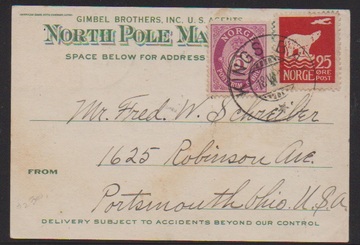 GIMBEL BROTHERS, INC. U.S. AGENTS
NORTH POLE MA
SPACE BELOW FOR ADDRESS
NORGE
KINGS
NORGE
25 ØRE
POST
Mr. Fred. W. Schreiber
1625 Robinson Ave.
FROM
Portsmouth Ohio. U.S.A
DELIVERY SUBJECT TO ACCIDENTS BEYOND OUR CONTROL